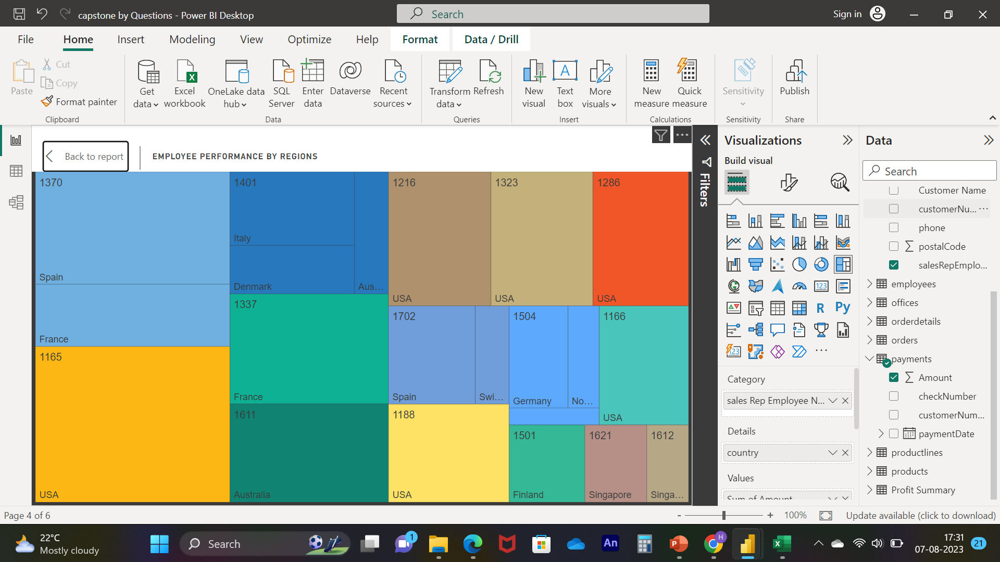 capstone by Questions - Power BI Desktop
Search
Sign in
File
Home
Insert
Modeling
View
Optimize
Help
Format
Data / Drill
Paste
Cut
Copy
Format painter
Clipboard
Get data
Excel workbook
OneLake data hub
SQL Server
Enter data
Dataverse
Recent sources
Data
Transform data
Refresh
Queries
New visual
Text box
More visuals
Insert
New measure
Quick measure
Calculations
Sensitivity
Sensitivity
Publish
Share
Back to report
EMPLOYEE PERFORMANCE BY REGIONS
1370
Spain
France
1165
USA
1401
Italy
Denmark
Aus...
1337
France
1611
Australia
1216
USA
1323
USA
1286
USA
1702
Spain
Swi...
1504
Germany
No...
1166
USA
1188
USA
1501
Finland
1621
Singapore
1612
Singa...
Filters
Visualizations
Build visual
123
R
Py
123
Category
sales Rep Employee N...
Details
country
Values
Sum of Amount
Data
Search
Customer Name
customerNu...
phone
postalCode
salesRepEmplo...
employees
offices
orderdetails
orders
payments
Amount
checkNumber
customerNum...
paymentDate
productlines
products
Profit Summary
Page 4 of 6
- + 100%
Update available (click to download)
22°C
Mostly cloudy
Search
1
An
P
H
X
17:31
07-08-2023
21